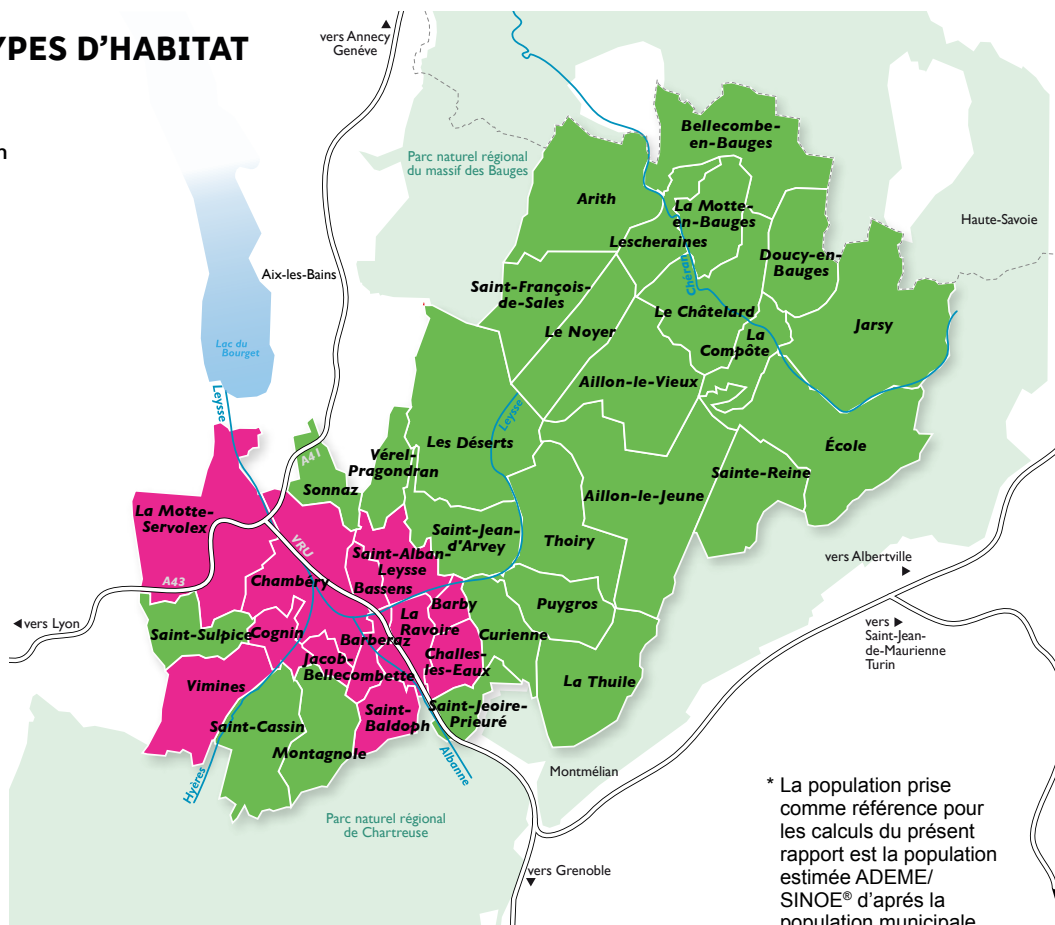 YPES D'HABITAT
n
vers Annecy
Genéve
Parc naturel régional
du massif des Bauges
Haute-Savoie
Aix-les-Bains
Lac du
Bourget
Leysse
Bellecombe-
en-Bauges
Arith
La Motte-
en-Bauges
Lescheraines
Doucy-en-
Bauges
Chéran
Saint-François-
de-Sales
Le Noyer
Le Châtelard
La
Compôte
Jarsy
Aillon-le-Vieux
Leysse
Les Déserts
École
Sainte-Reine
Vérel-
Pragondran
A41
Sonnaz
Aillon-le-Jeune
La Motte-
Servolex
VRU
Saint-Jean-
d'Arvey
Thoiry
Saint-Alban-
Leysse
Bassens
Chambéry
A43
Barby
Puygros
La
Ravoire
vers Albertville
vers Lyon
Saint-Sulpice
Cognin
Barberaz
Curienne
Jacob-
Bellecombette
Challes-
les-Eaux
vers
Saint-Jean-
de-Maurienne
Turin
Vimines
La Thuile
Saint-Cassin
Saint-
Baldoph
Saint-Jeoire-
Prieuré
Montagnole
Albanne
Hyères
Montmélian
Parc naturel régional
de Chartreuse
vers Grenoble
* La population prise
comme référence pour
les calculs du présent
rapport est la population
estimée ADEME/
SINOE® d'aprés la
population municipale